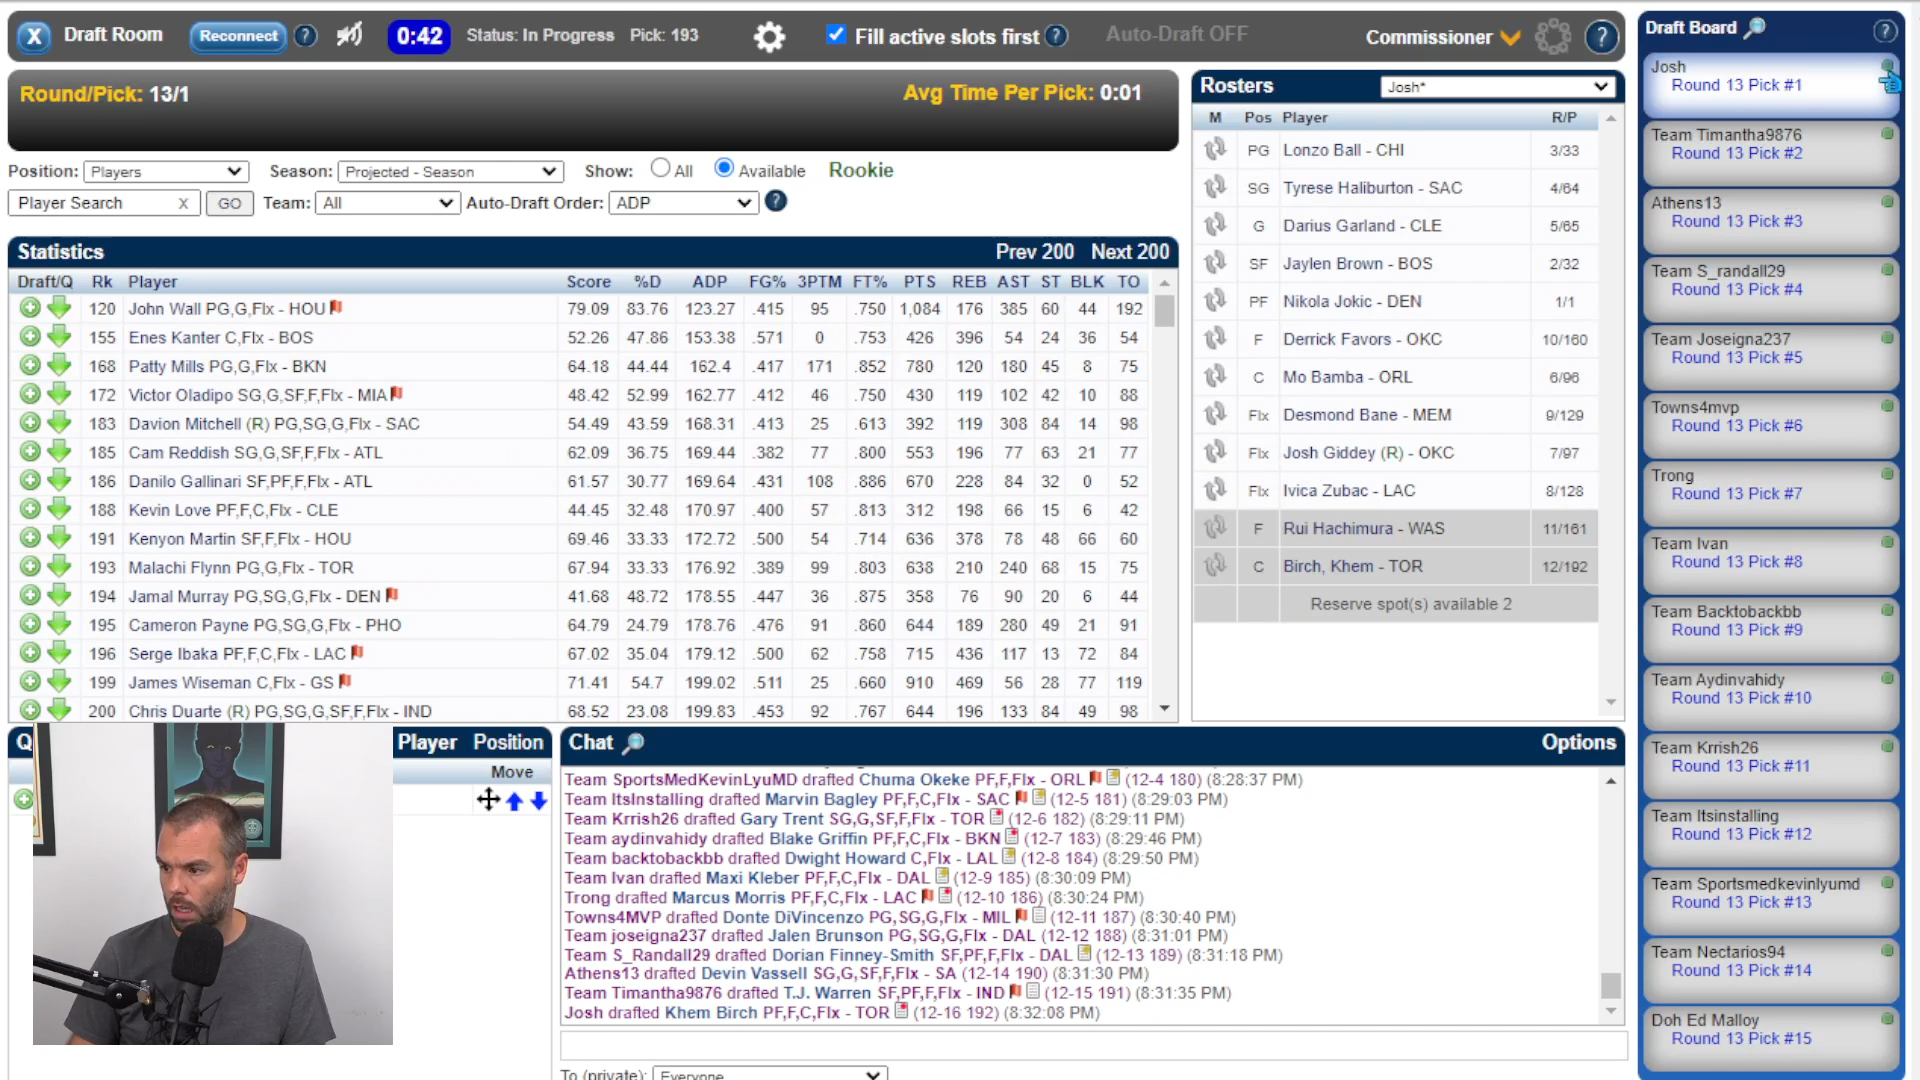 X Draft Room Reconnect ? 0:42 Status: In Progress Pick: 193 Fill active slots first ? Auto-Draft OFF Commissioner ?
Round/Pick: 13/1 Avg Time Per Pick: 0:01
Position: Players Season: Projected - Season Show: All Available Rookie
Player Search x GO Team: All Auto-Draft Order: ADP ?
Statistics Prev 200 Next 200
Draft/Q Rk Player Score %D ADP FG% 3PTM FT% PTS REB AST ST BLK TO
120 John Wall PG,G,Flx - HOU 79.09 83.76 123.27 .415 95 .750 1,084 176 385 60 44 192
155 Enes Kanter C,Flx - BOS 52.26 47.86 153.38 .571 0 .753 426 396 54 24 36 54
168 Patty Mills PG,G,Flx - BKN 64.18 44.44 162.4 .417 171 .852 780 120 180 45 8 75
172 Victor Oladipo SG,G,SF,F,Flx - MIA 48.42 52.99 162.77 .412 46 .750 430 119 102 42 10 88
183 Davion Mitchell (R) PG,SG,G,Flx - SAC 54.49 43.59 168.31 .413 25 .613 392 119 308 84 14 98
185 Cam Reddish SG,G,SF,F,Flx - ATL 62.09 36.75 169.44 .382 77 .800 553 196 77 63 21 77
186 Danilo Gallinari SF,PF,F,Flx - ATL 61.57 30.77 169.64 .431 108 .886 670 228 84 32 0 52
188 Kevin Love PF,F,C,Flx - CLE 44.45 32.48 170.97 .400 57 .813 312 198 66 15 6 42
191 Kenyon Martin SF,F,Flx - HOU 69.46 33.33 172.72 .500 54 .714 636 378 78 48 66 60
193 Malachi Flynn PG,G,Flx - TOR 67.94 33.33 176.92 .389 99 .803 638 210 240 68 15 75
194 Jamal Murray PG,SG,G,Flx - DEN 41.68 48.72 178.55 .447 36 .875 358 76 90 20 6 44
195 Cameron Payne PG,SG,G,Flx - PHO 64.79 24.79 178.76 .476 91 .860 644 189 280 49 21 91
196 Serge Ibaka PF,F,C,Flx - LAC 67.02 35.04 179.12 .500 62 .758 715 436 117 13 72 84
199 James Wiseman C,Flx - GS 71.41 54.7 199.02 .511 25 .660 910 469 56 28 77 119
200 Chris Duarte (R) PG,SG,G,SF,F,Flx - IND 68.52 23.08 199.83 .453 92 .767 644 196 133 84 49 98
Rosters Josh*
M Pos Player R/P
PG Lonzo Ball - CHI 3/33
SG Tyrese Haliburton - SAC 4/64
G Darius Garland - CLE 5/65
SF Jaylen Brown - BOS 2/32
PF Nikola Jokic - DEN 1/1
F Derrick Favors - OKC 10/160
C Mo Bamba - ORL 6/96
Flx Desmond Bane - MEM 9/129
Flx Josh Giddey (R) - OKC 7/97
Flx Ivica Zubac - LAC 8/128
F Rui Hachimura - WAS 11/161
C Birch, Khem - TOR 12/192
Reserve spot(s) available 2
Q Player Position
Move
Chat Options
Team SportsMedKevinLyuMD drafted Chuma Okeke PF,F,Flx - ORL (12-4 180) (8:28:37 PM)
Team ItsInstalling drafted Marvin Bagley PF,F,C,Flx - SAC (12-5 181) (8:29:03 PM)
Team Krrish26 drafted Gary Trent SG,G,SF,F,Flx - TOR (12-6 182) (8:29:11 PM)
Team aydinvahidy drafted Blake Griffin PF,F,C,Flx - BKN (12-7 183) (8:29:46 PM)
Team backtobackbb drafted Dwight Howard C,Flx - LAL (12-8 184) (8:29:50 PM)
Team Ivan drafted Maxi Kleber PF,F,C,Flx - DAL (12-9 185) (8:30:09 PM)
Trong drafted Marcus Morris PF,F,C,Flx - LAC (12-10 186) (8:30:24 PM)
Towns4MVP drafted Donte DiVincenzo PG,SG,G,Flx - MIL (12-11 187) (8:30:40 PM)
Team joseigna237 drafted Jalen Brunson PG,SG,G,Flx - DAL (12-12 188) (8:31:01 PM)
Team S_Randall29 drafted Dorian Finney-Smith SF,PF,F,Flx - DAL (12-13 189) (8:31:18 PM)
Athens13 drafted Devin Vassell SG,G,SF,F,Flx - SA (12-14 190) (8:31:30 PM)
Team Timantha9876 drafted T.J. Warren SF,PF,F,Flx - IND (12-15 191) (8:31:35 PM)
Josh drafted Khem Birch PF,F,C,Flx - TOR (12-16 192) (8:32:08 PM)
To (private): Everyone
Draft Board ?
Josh
Round 13 Pick #1
Team Timantha9876
Round 13 Pick #2
Athens13
Round 13 Pick #3
Team S_randall29
Round 13 Pick #4
Team Joseigna237
Round 13 Pick #5
Towns4mvp
Round 13 Pick #6
Trong
Round 13 Pick #7
Team Ivan
Round 13 Pick #8
Team Backtobackbb
Round 13 Pick #9
Team Aydinvahidy
Round 13 Pick #10
Team Krrish26
Round 13 Pick #11
Team Itsinstalling
Round 13 Pick #12
Team Sportsmedkevinlyumd
Round 13 Pick #13
Team Nectarios94
Round 13 Pick #14
Doh Ed Malloy
Round 13 Pick #15